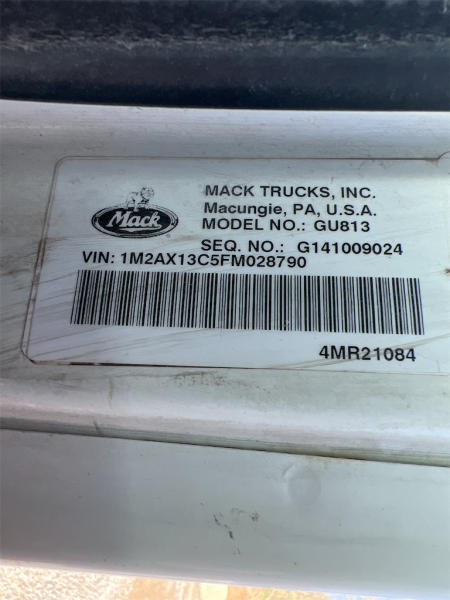 Mack
MACK TRUCKS, INC.
Macungie, PA, U.S.A.
MODEL NO.: GU813
SEQ. NO.: G141009024
VIN: 1M2AX13C5FM028790
4MR21084